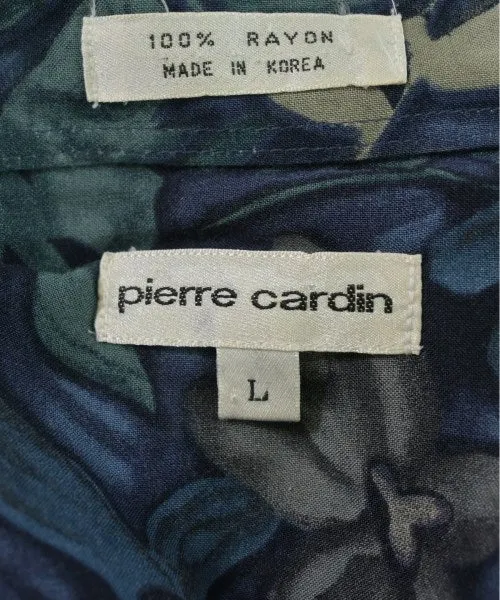 100% RAYON
MADE IN KOREA
pierre cardin
L